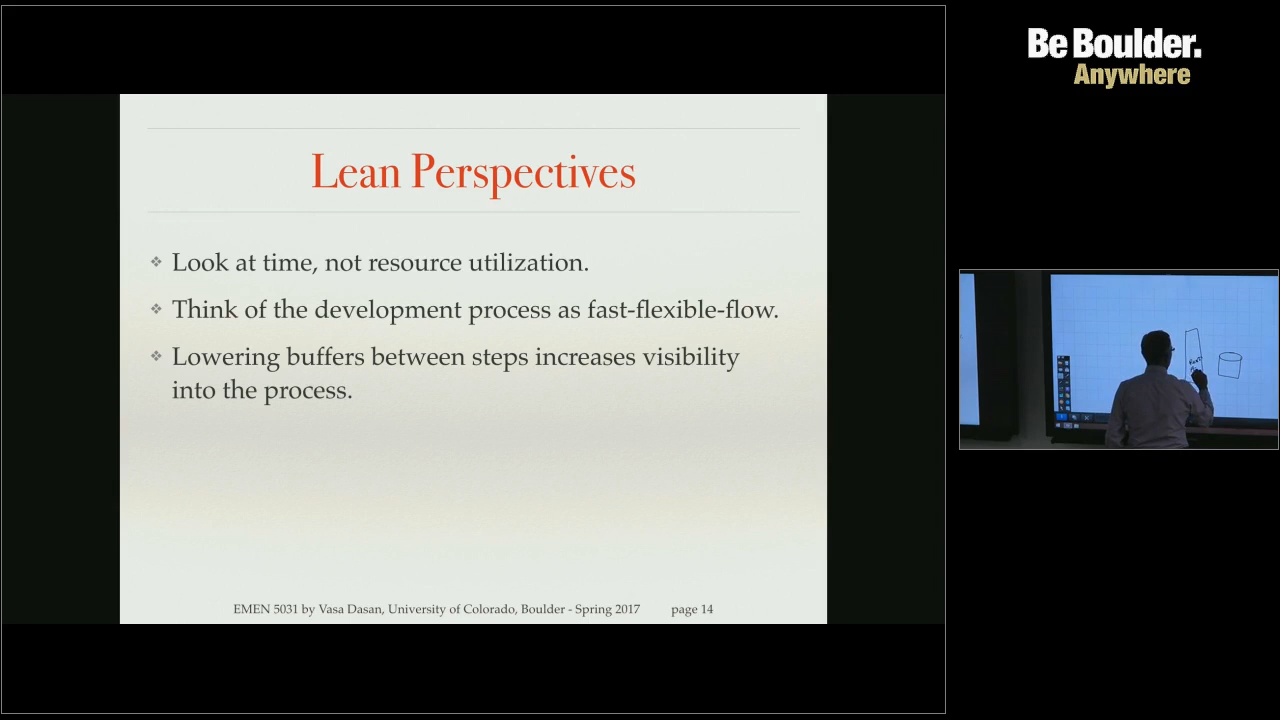 Be Boulder.
Anywhere
Lean Perspectives
❖ Look at time, not resource utilization.
❖ Think of the development process as fast-flexible-flow.
❖ Lowering buffers between steps increases visibility
into the process.
EMEN 5031 by Vasa Dasan, University of Colorado, Boulder - Spring 2017 page 14